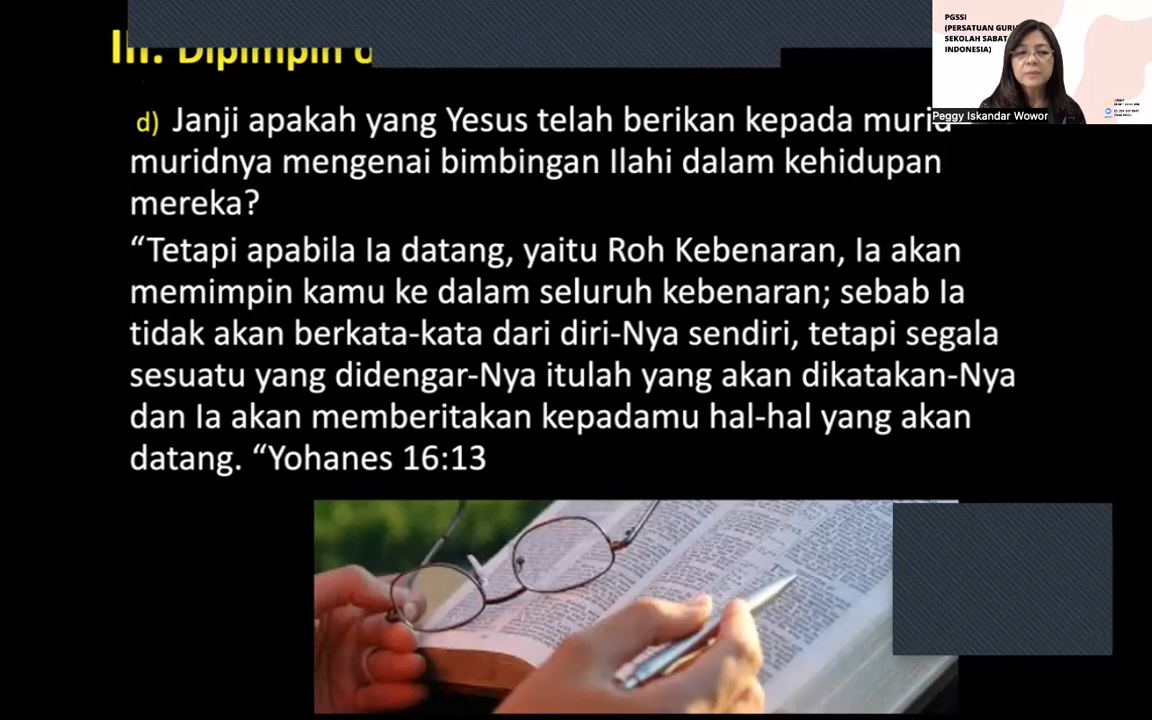 III. Dipimpin o
d) Janji apakah yang Yesus telah berikan kepada murid-
muridnya mengenai bimbingan Ilahi dalam kehidupan
mereka?
“Tetapi apabila Ia datang, yaitu Roh Kebenaran, Ia akan
memimpin kamu ke dalam seluruh kebenaran; sebab Ia
tidak akan berkata-kata dari diri-Nya sendiri, tetapi segala
sesuatu yang didengar-Nya itulah yang akan dikatakan-Nya
dan Ia akan memberitakan kepadamu hal-hal yang akan
datang. “Yohanes 16:13
PGSSI
(PERSATUAN GURU
SEKOLAH SABAT
INDONESIA)
Peggy Iskandar Wowor